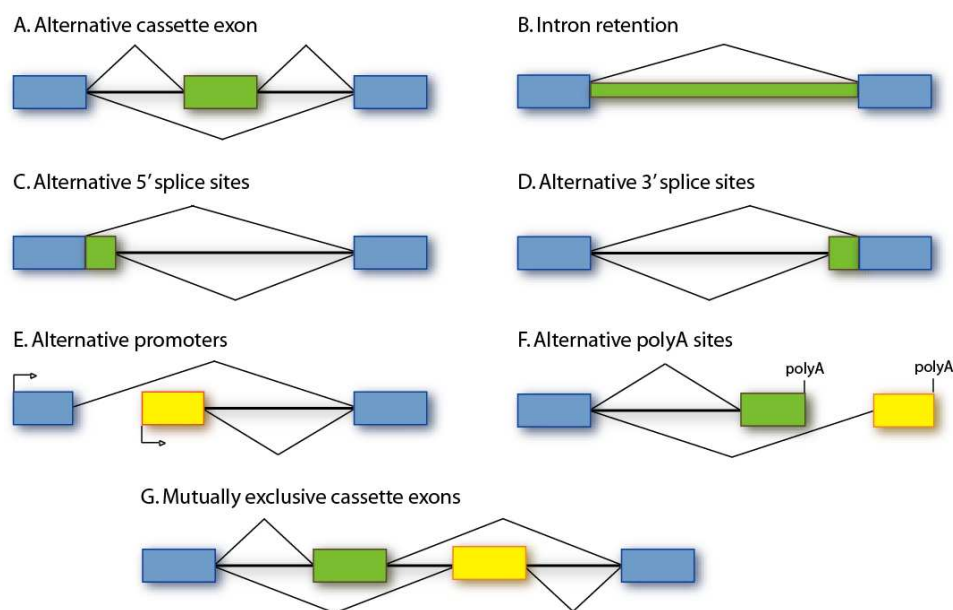 A. Alternative cassette exon
B. Intron retention
C. Alternative 5’ splice sites
D. Alternative 3’ splice sites
E. Alternative promoters
F. Alternative polyA sites
polyA
polyA
G. Mutually exclusive cassette exons